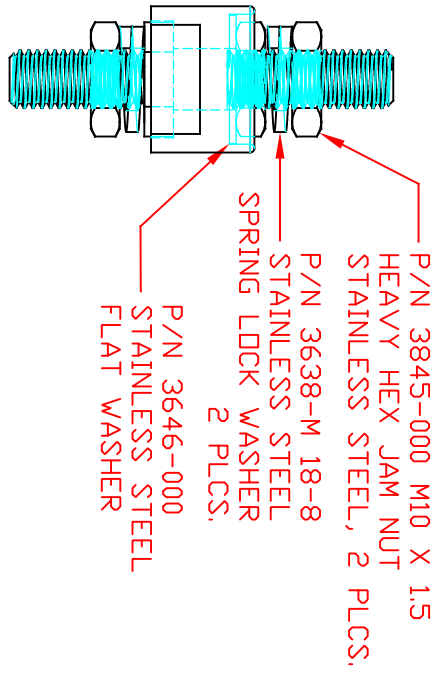 P/N 3845-000 M10 X 1.5
HEAVY HEX JAM NUT
STAINLESS STEEL, 2 PLCS.
P/N 3638-M 18-8
STAINLESS STEEL
SPRING LOCK WASHER
2 PLCS.
P/N 3646-000
STAINLESS STEEL
FLAT WASHER